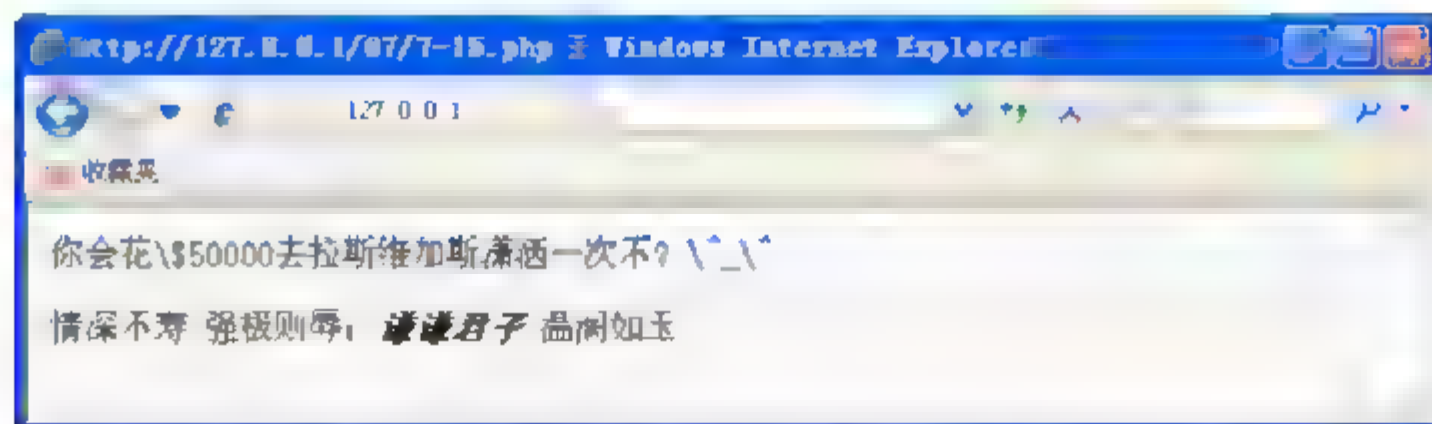 http://127.0.0.1/07/7-15.php - Windows Internet Explorer
127 0 0 1
收藏夹
你会花\$50000去拉斯维加斯潇洒一次不? \^_\^
情深不寿 强极则辱; 谦谦君子 温润如玉